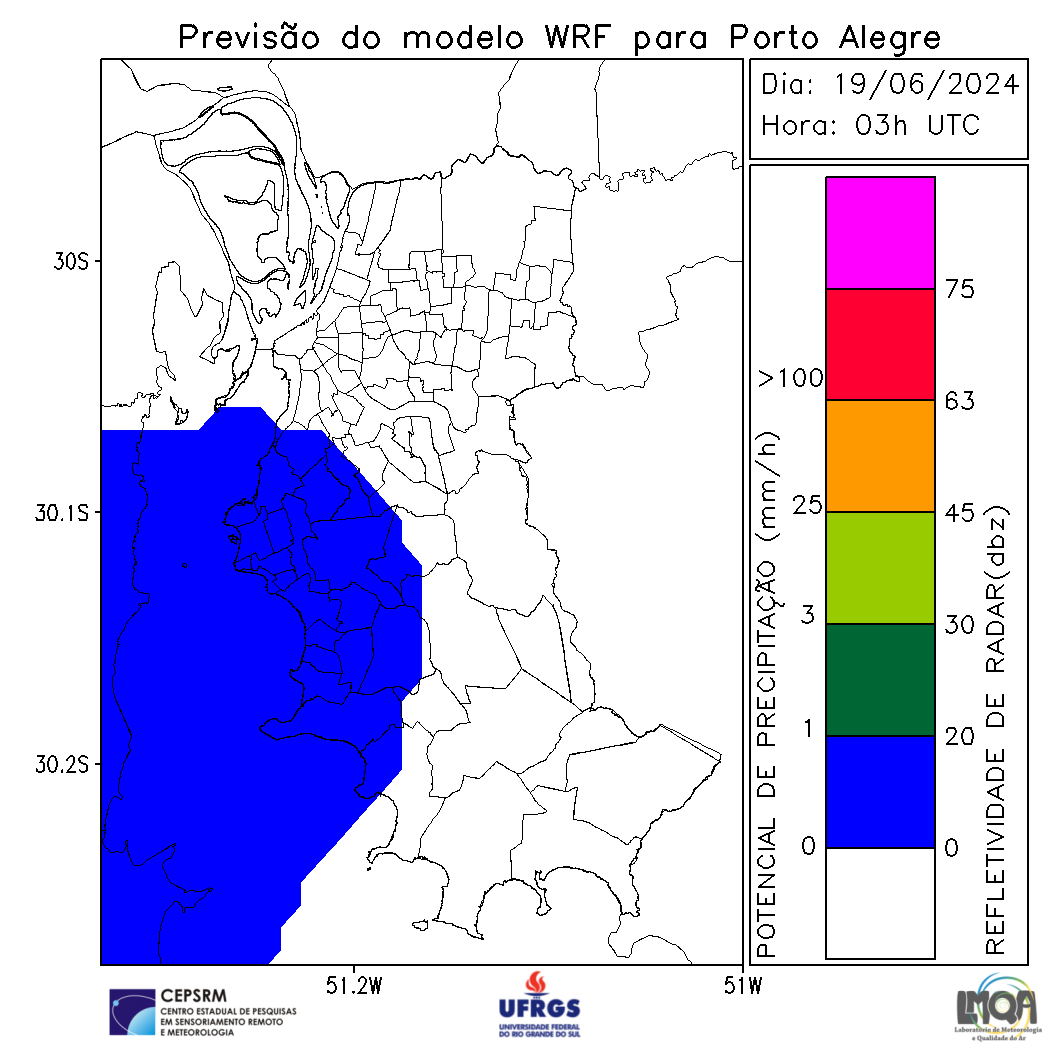 Previsão do modelo WRF para Porto Alegre
Dia: 19/06/2024
Hora: 03h UTC
30S
30.1S
30.2S
51.2W
51W
POTENCIAL DE PRECIPITAÇÃO (mm/h)
>100
25
3
1
0
75
63
45
30
20
0
REFLETIVIDADE DE RADAR(dbz)
CEPSRM
CENTRO ESTADUAL DE PESQUISAS
EM SENSORIAMENTO REMOTO
E METEOROLOGIA
UFRGS
UNIVERSIDADE FEDERAL
DO RIO GRANDE DO SUL
LMQA
Laboratório de Meteorologia
e Qualidade do Ar